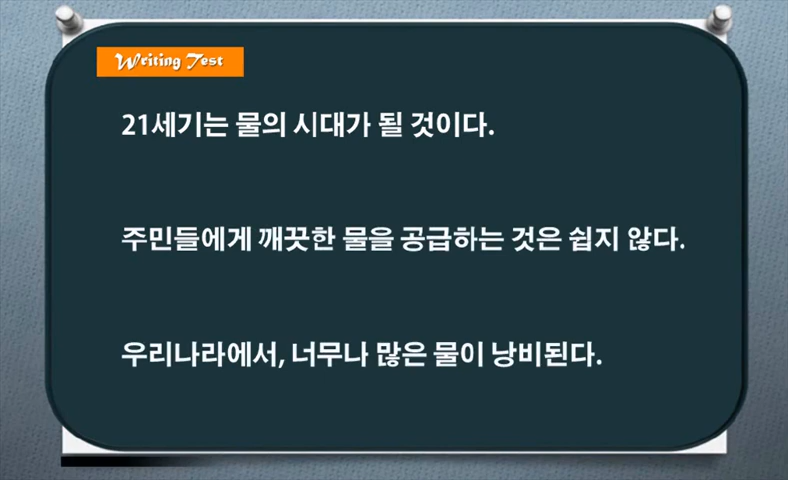 Writing Test
21세기는 물의 시대가 될 것이다.
주민들에게 깨끗한 물을 공급하는 것은 쉽지 않다.
우리나라에서, 너무나 많은 물이 낭비된다.